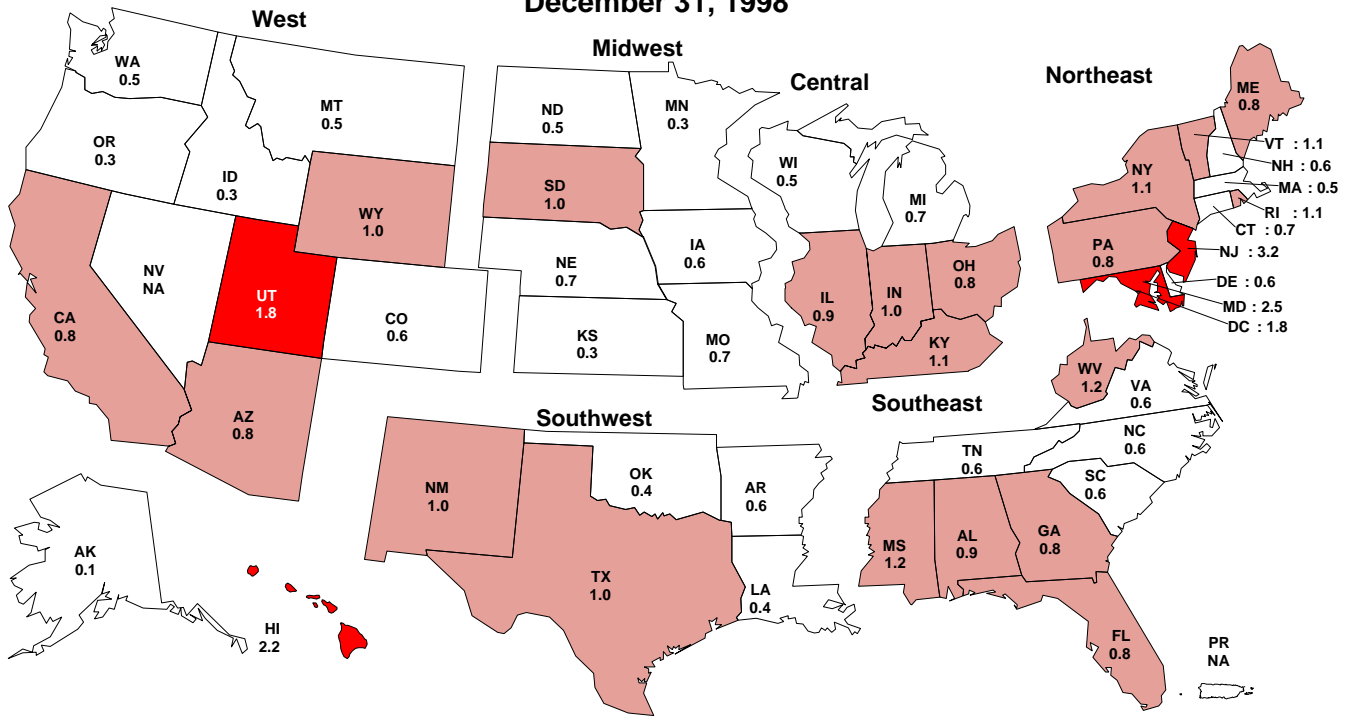 December 31, 1998
West
Midwest
Central
Northeast
WA
0.5
MT
0.5
OR
0.3
ID
0.3
WY
1.0
NV
NA
UT
1.8
CO
0.6
CA
0.8
AZ
0.8
AK
0.1
HI
2.2
ND
0.5
MN
0.3
SD
1.0
NE
0.7
IA
0.6
KS
0.3
MO
0.7
WI
0.5
MI
0.7
IL
0.9
IN
1.0
OH
0.8
KY
1.1
ME
0.8
NY
1.1
PA
0.8
VT : 1.1
NH : 0.6
MA : 0.5
RI : 1.1
CT : 0.7
NJ : 3.2
DE : 0.6
MD : 2.5
DC : 1.8
Southwest
NM
1.0
OK
0.4
AR
0.6
TX
1.0
LA
0.4
Southeast
WV
1.2
VA
0.6
TN
0.6
NC
0.6
SC
0.6
MS
1.2
AL
0.9
GA
0.8
FL
0.8
PR
NA